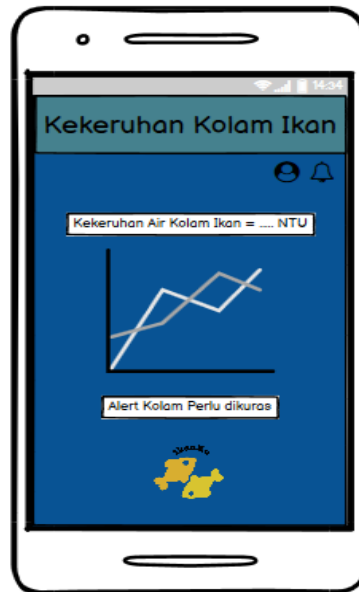 14:34
Kekeruhan Kolam Ikan
Kekeruhan Air Kolam Ikan = .... NTU
Alert Kolam Perlu dikuras
IkanKu